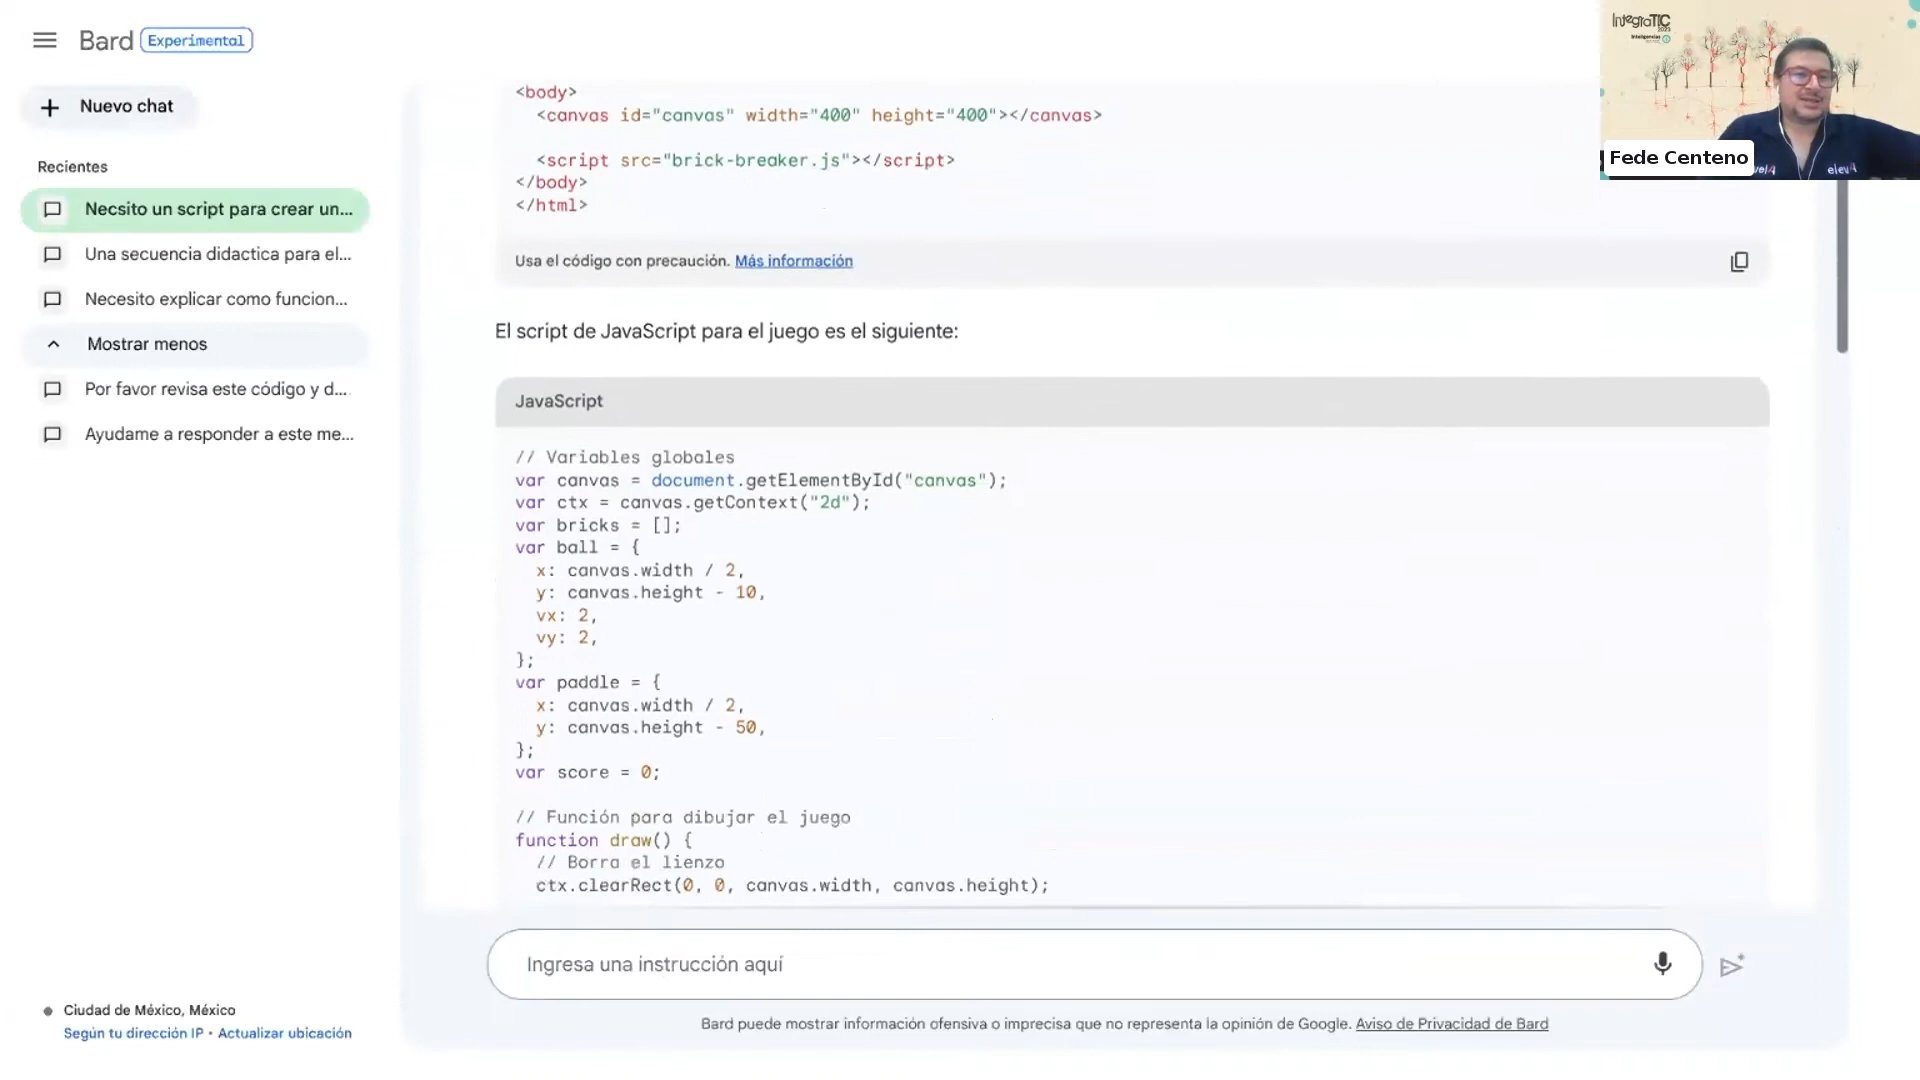 Bard Experimental
Nuevo chat
Recientes
Necsito un script para crear un...
Una secuencia didactica para el...
Necesito explicar como funcion...
Mostrar menos
Por favor revisa este código y d...
Ayudame a responder a este me...
Ciudad de México, México
Según tu dirección IP • Actualizar ubicación
<body>
<canvas id="canvas" width="400" height="400"></canvas>
<script src="brick-breaker.js"></script>
</body>
</html>
Usa el código con precaución. Más información
El script de JavaScript para el juego es el siguiente:
JavaScript
// Variables globales
var canvas = document.getElementById("canvas");
var ctx = canvas.getContext("2d");
var bricks = [];
var ball = {
x: canvas.width / 2,
y: canvas.height - 10,
vx: 2,
vy: 2,
};
var paddle = {
x: canvas.width / 2,
y: canvas.height - 50,
};
var score = 0;
// Función para dibujar el juego
function draw() {
// Borra el lienzo
ctx.clearRect(0, 0, canvas.width, canvas.height);
Ingresa una instrucción aquí
Bard puede mostrar información ofensiva o imprecisa que no representa la opinión de Google. Aviso de Privacidad de Bard
IntegraTIC
2023
Inteligencias
Fede Centeno